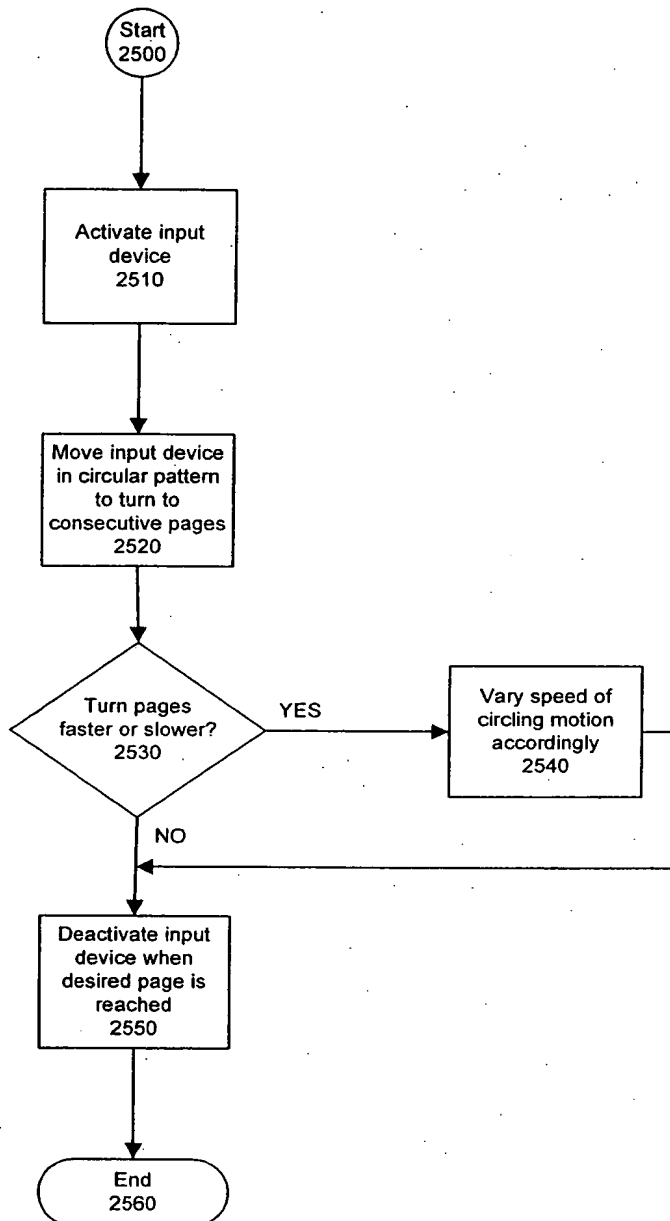 Start
2500
Activate input
device
2510
Move input device
in circular pattern
to turn to
consecutive pages
2520
Turn pages
faster or slower?
2530
YES
Vary speed of
circling motion
accordingly
2540
NO
Deactivate input
device when
desired page is
reached
2550
End
2560